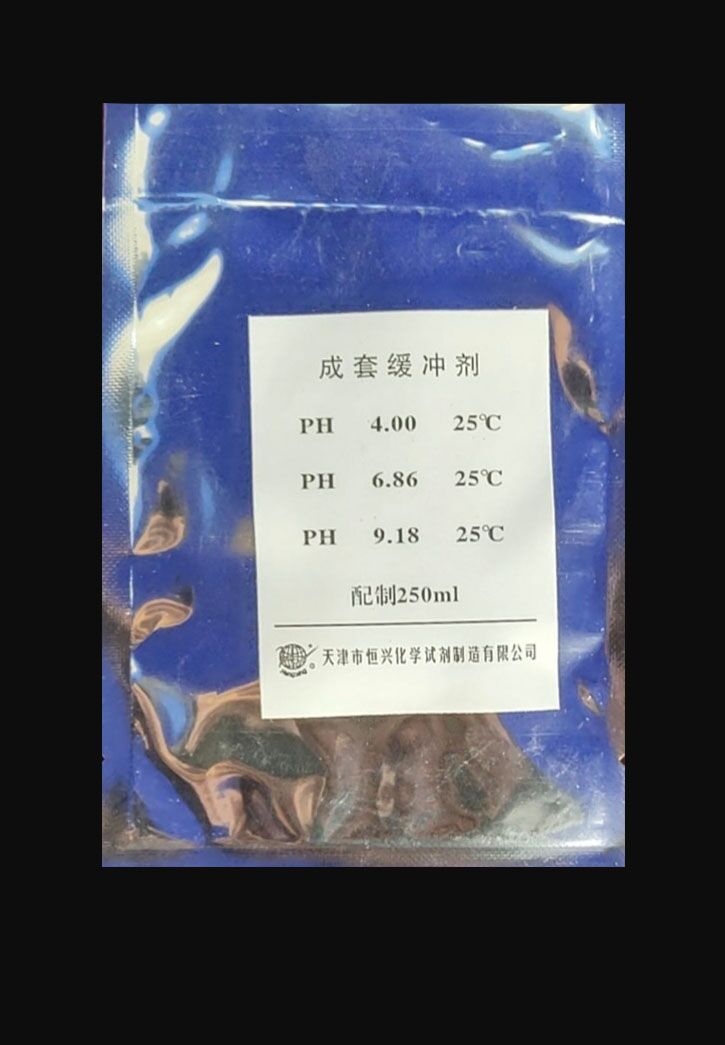 成套缓冲剂
PH 4.00 25℃
PH 6.86 25℃
PH 9.18 25℃
配制250ml
天津市恒兴化学试剂制造有限公司